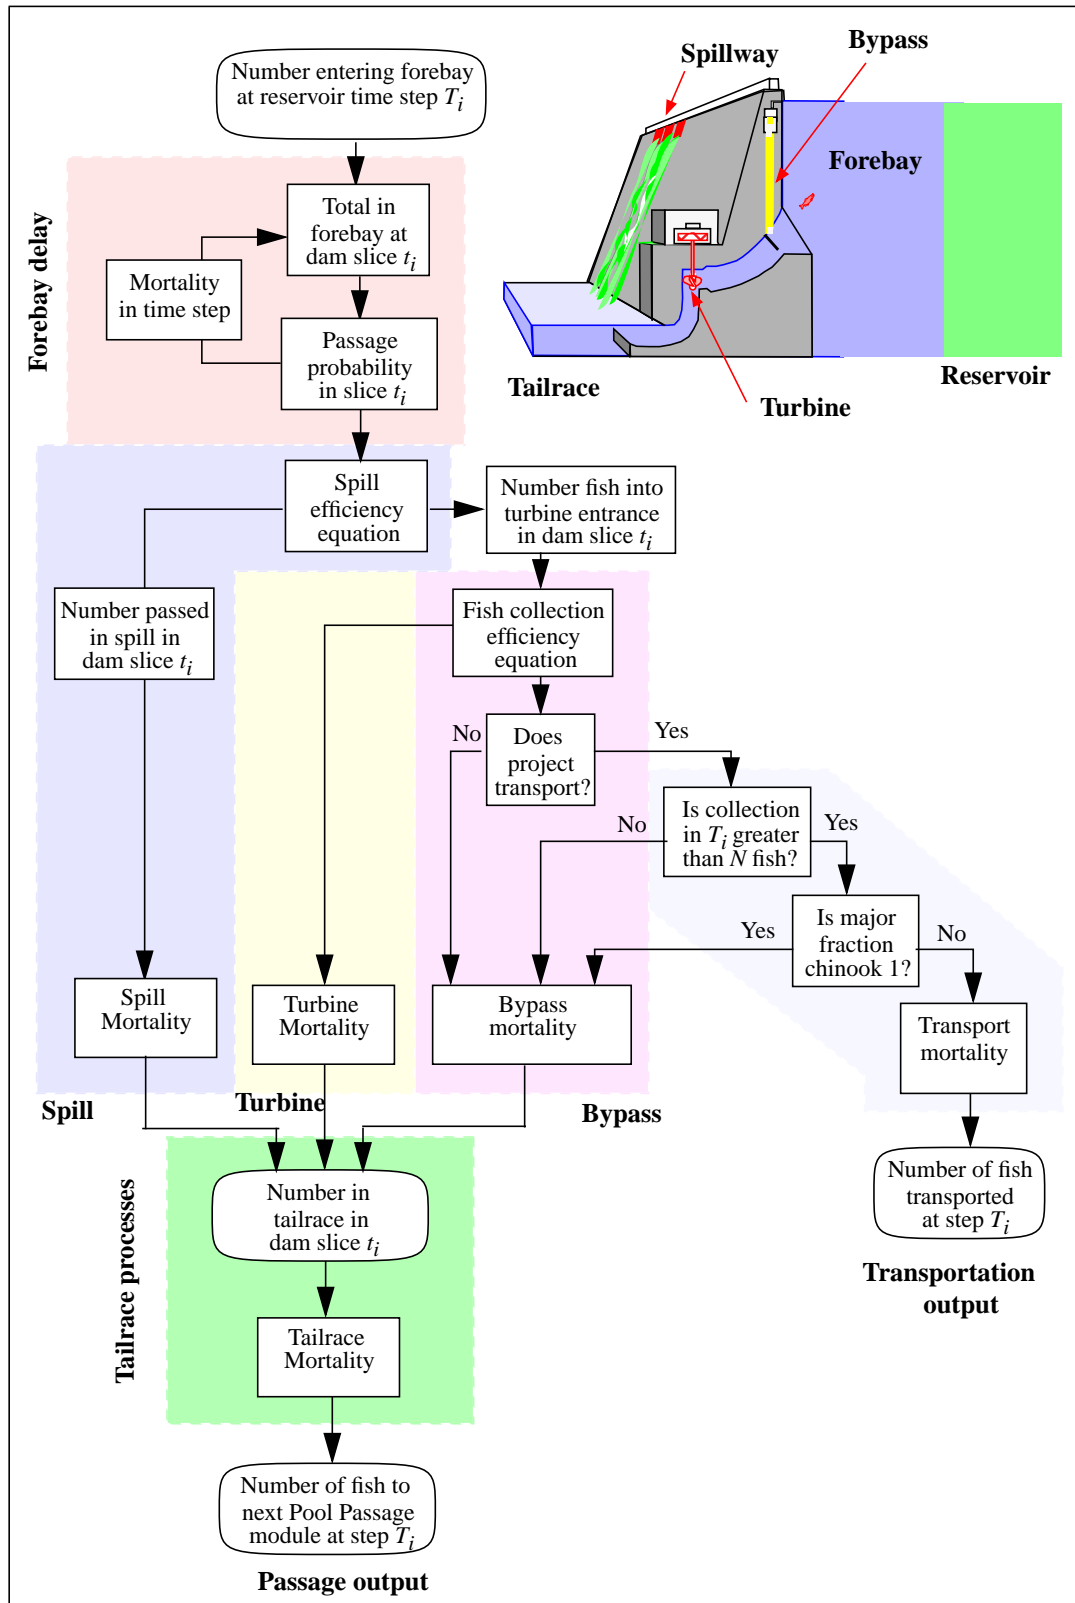 Number entering forebay
at reservoir time step T_i
Spillway
Bypass
Forebay
Reservoir
Tailrace
Turbine
Forebay delay
Total in
forebay at
dam slice t_i
Mortality
in time step
Passage
probability
in slice t_i
Spill
efficiency
equation
Number fish into
turbine entrance
in dam slice t_i
Number passed
in spill in
dam slice t_i
Fish collection
efficiency
equation
No
Does
project
transport?
Yes
No
Is collection
in T_i greater
than N fish?
Yes
Yes
Is major
fraction
chinook 1?
No
Spill
Mortality
Turbine
Mortality
Bypass
mortality
Transport
mortality
Spill
Turbine
Bypass
Tailrace processes
Number in
tailrace in
dam slice t_i
Number of fish
transported
at step T_i
Transportation
output
Tailrace
Mortality
Number of fish to
next Pool Passage
module at step T_i
Passage output